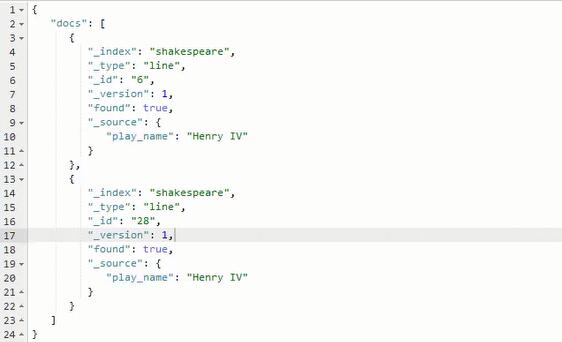 1 {
2 "docs": [
3 {
4 "_index": "shakespeare",
5 "_type": "line",
6 "_id": "6",
7 "_version": 1,
8 "found": true,
9 "_source": {
10 "play_name": "Henry IV"
11 }
12 },
13 {
14 "_index": "shakespeare",
15 "_type": "line",
16 "_id": "28",
17 "_version": 1,
18 "found": true,
19 "_source": {
20 "play_name": "Henry IV"
21 }
22 }
23 ]
24 }